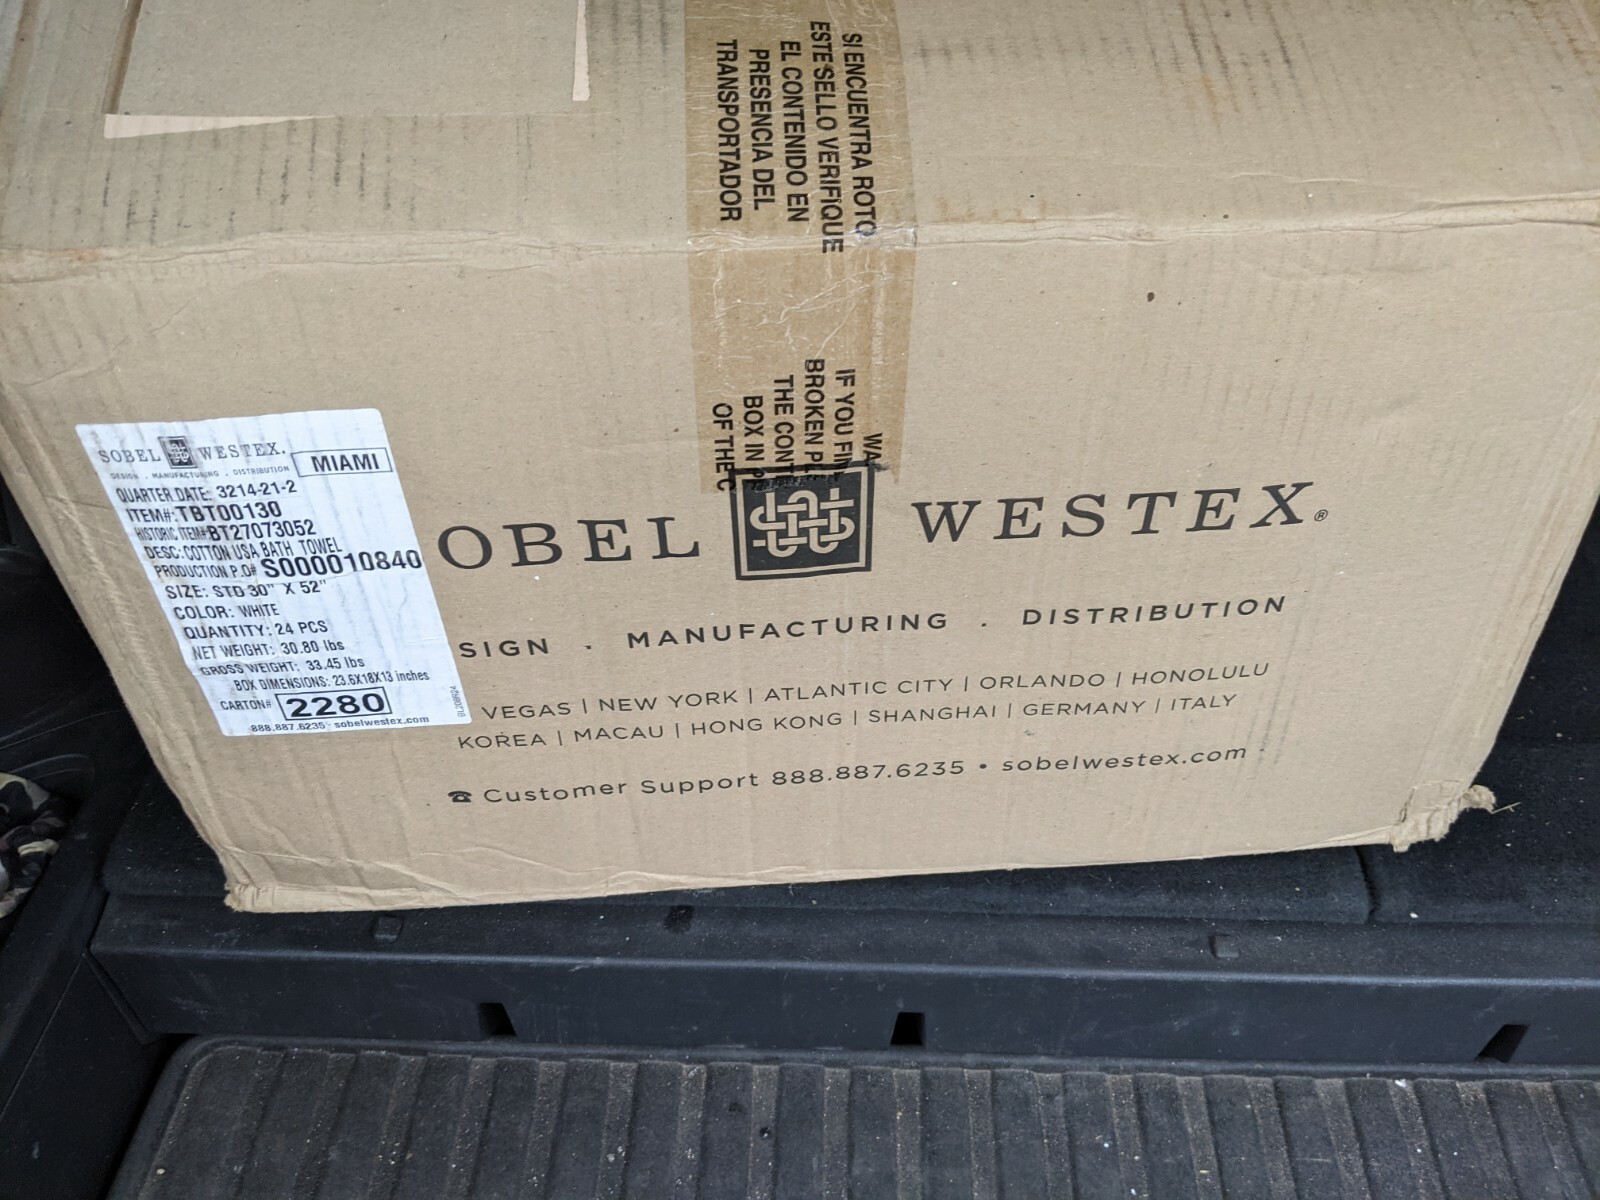 SI ENCUENTRA ROTO
ESTE SELLO VERIFIQUE
EL CONTENIDO EN
PRESENCIA DEL
TRANSPORTADOR
WA
IF YOU FIN
BROKEN PL
THE CONT
BOX IN P
OF THE C
SOBEL WESTEX.
DESIGN . MANUFACTURING . DISTRIBUTION
MIAMI
QUARTER DATE: 3214-21-2
ITEM#: TBT00130
HISTORIC ITEM#BT27073052
DESC: COTTON USA BATH TOWEL
PRODUCTION P.O# S000010840
SIZE: STD 30" X 52"
COLOR: WHITE
QUANTITY: 24 PCS
NET WEIGHT: 30.80 lbs
GROSS WEIGHT: 33.45 lbs
BOX DIMENSIONS: 23.6X18X13 inches
CARTON# 2280
888.887.6235 sobelwestex.com
OBEL WESTEX®
SIGN . MANUFACTURING . DISTRIBUTION
VEGAS | NEW YORK | ATLANTIC CITY | ORLANDO | HONOLULU
KOREA | MACAU | HONG KONG | SHANGHAI | GERMANY | ITALY
☎ Customer Support 888.887.6235 • sobelwestex.com